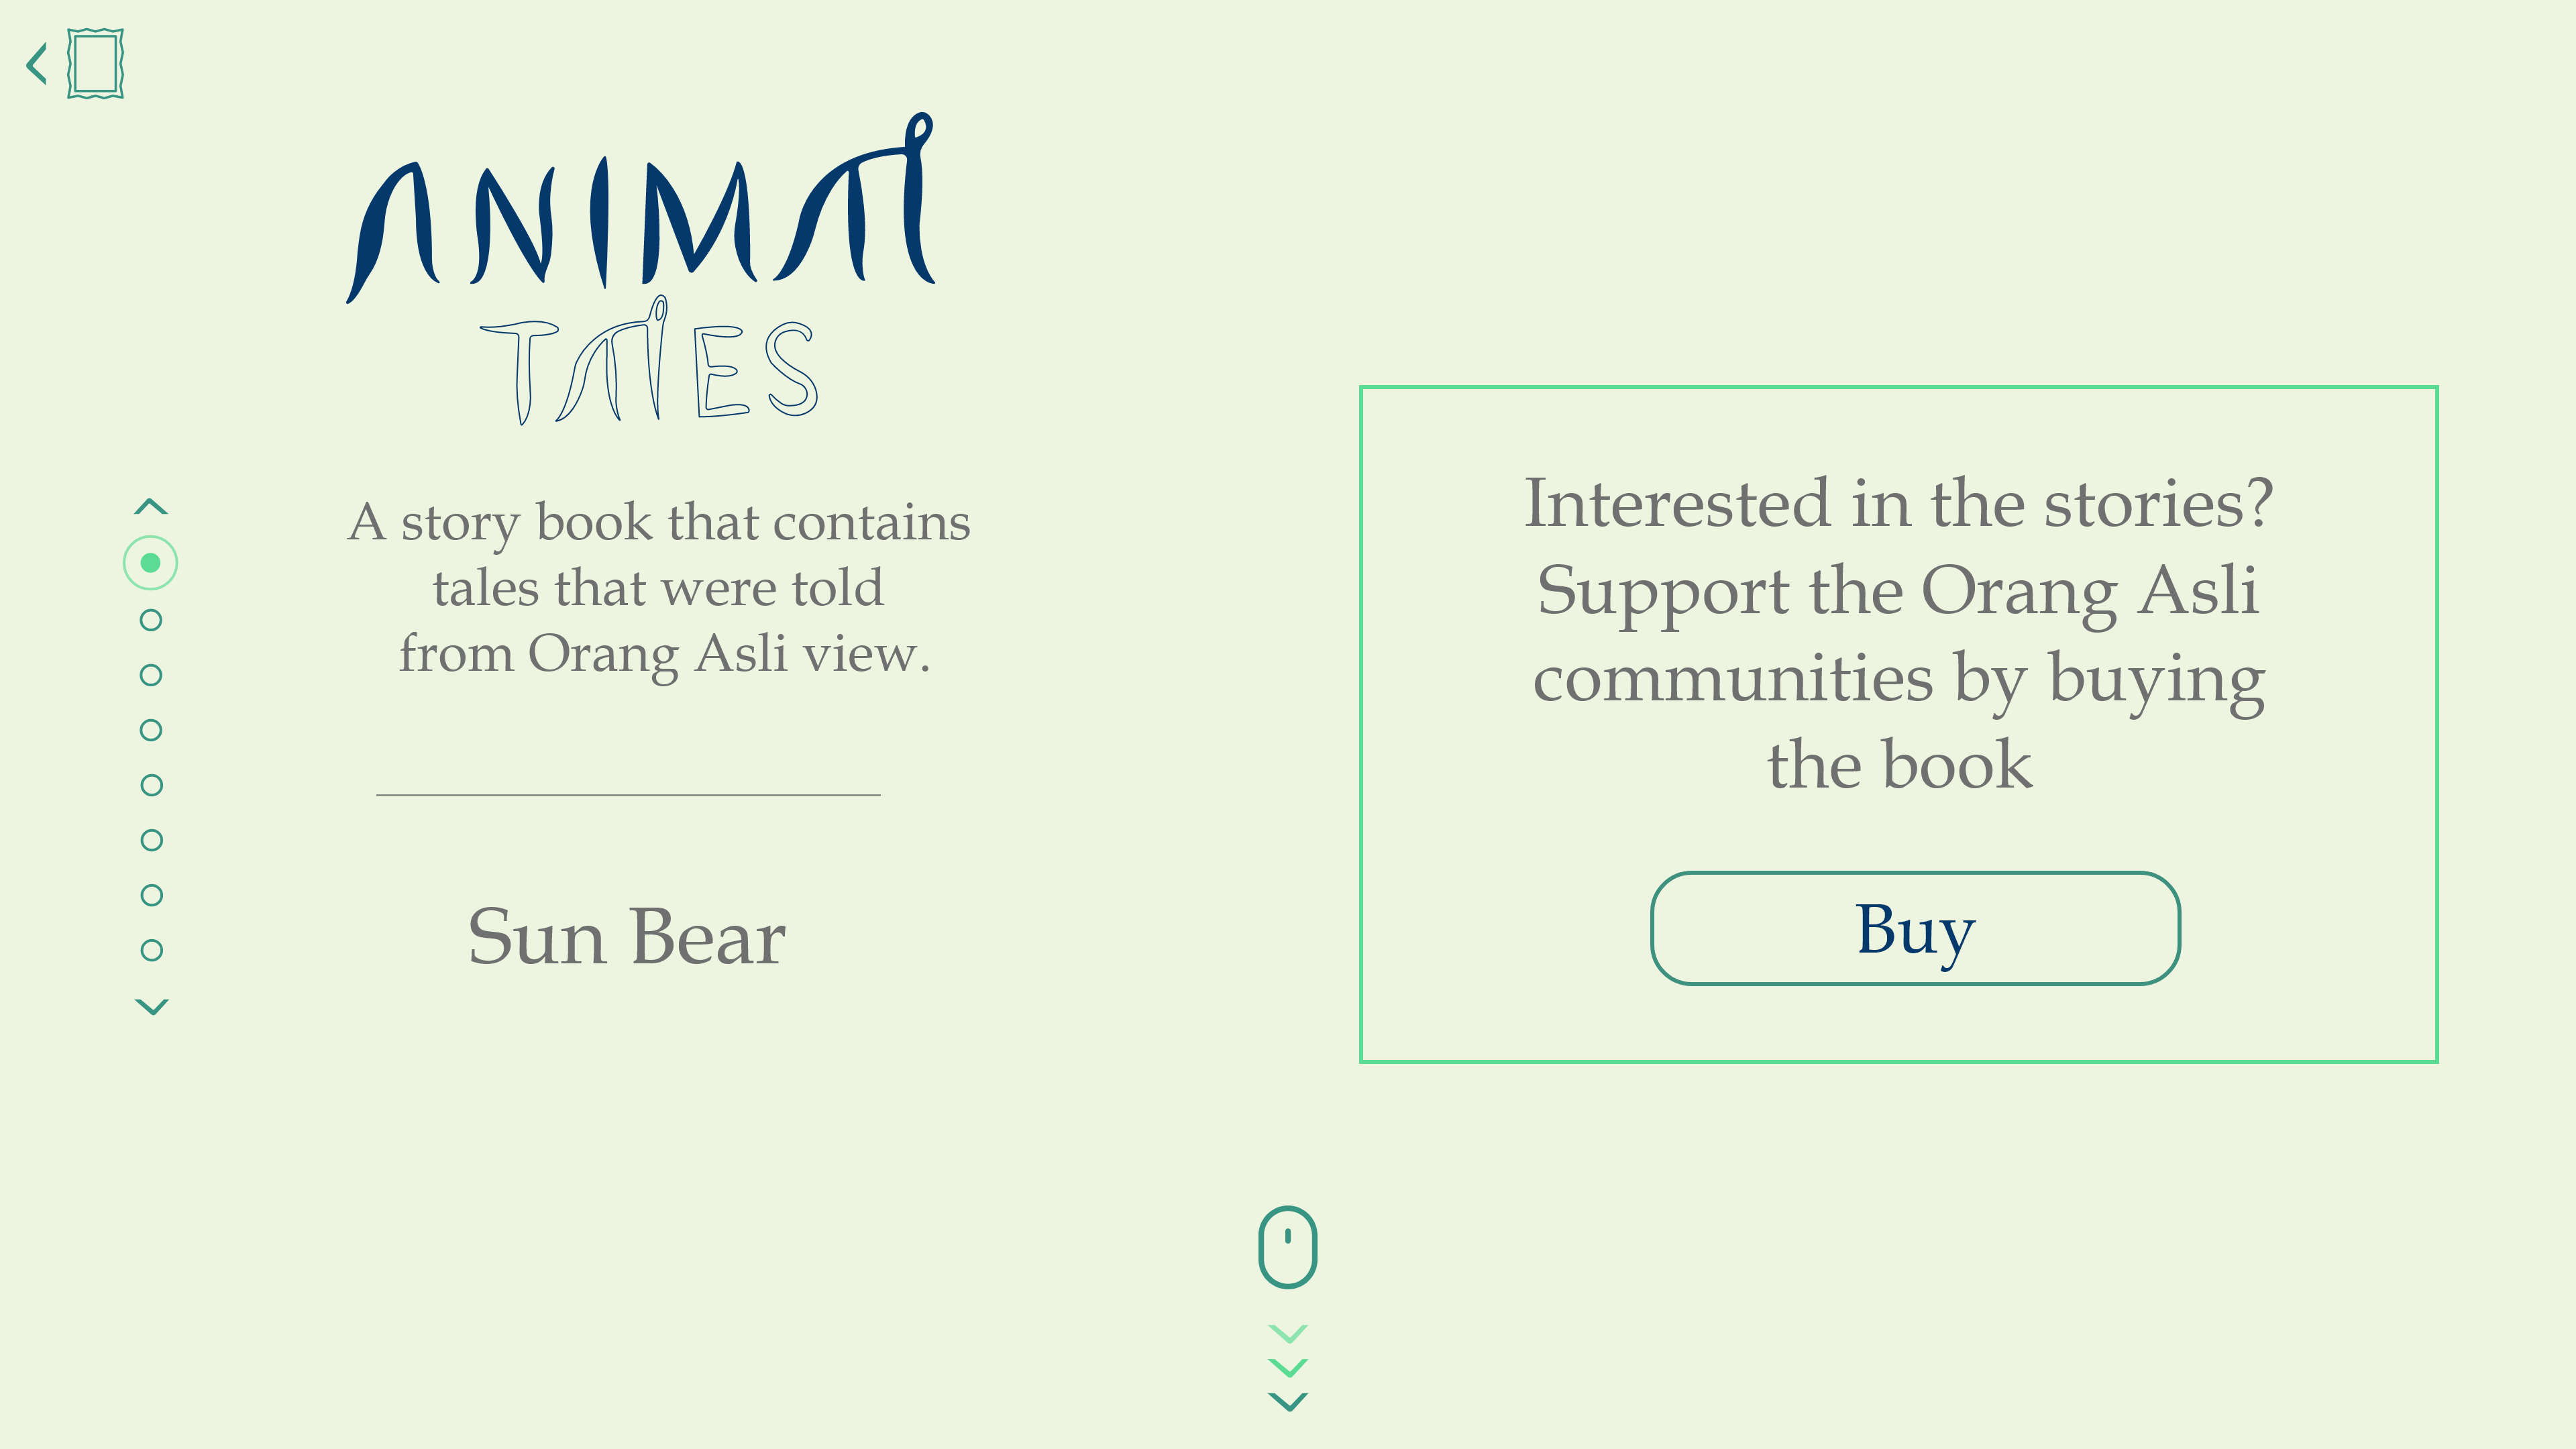 ANIMAL
TALES
A story book that contains
tales that were told
from Orang Asli view.
Sun Bear
Interested in the stories?
Support the Orang Asli
communities by buying
the book
Buy